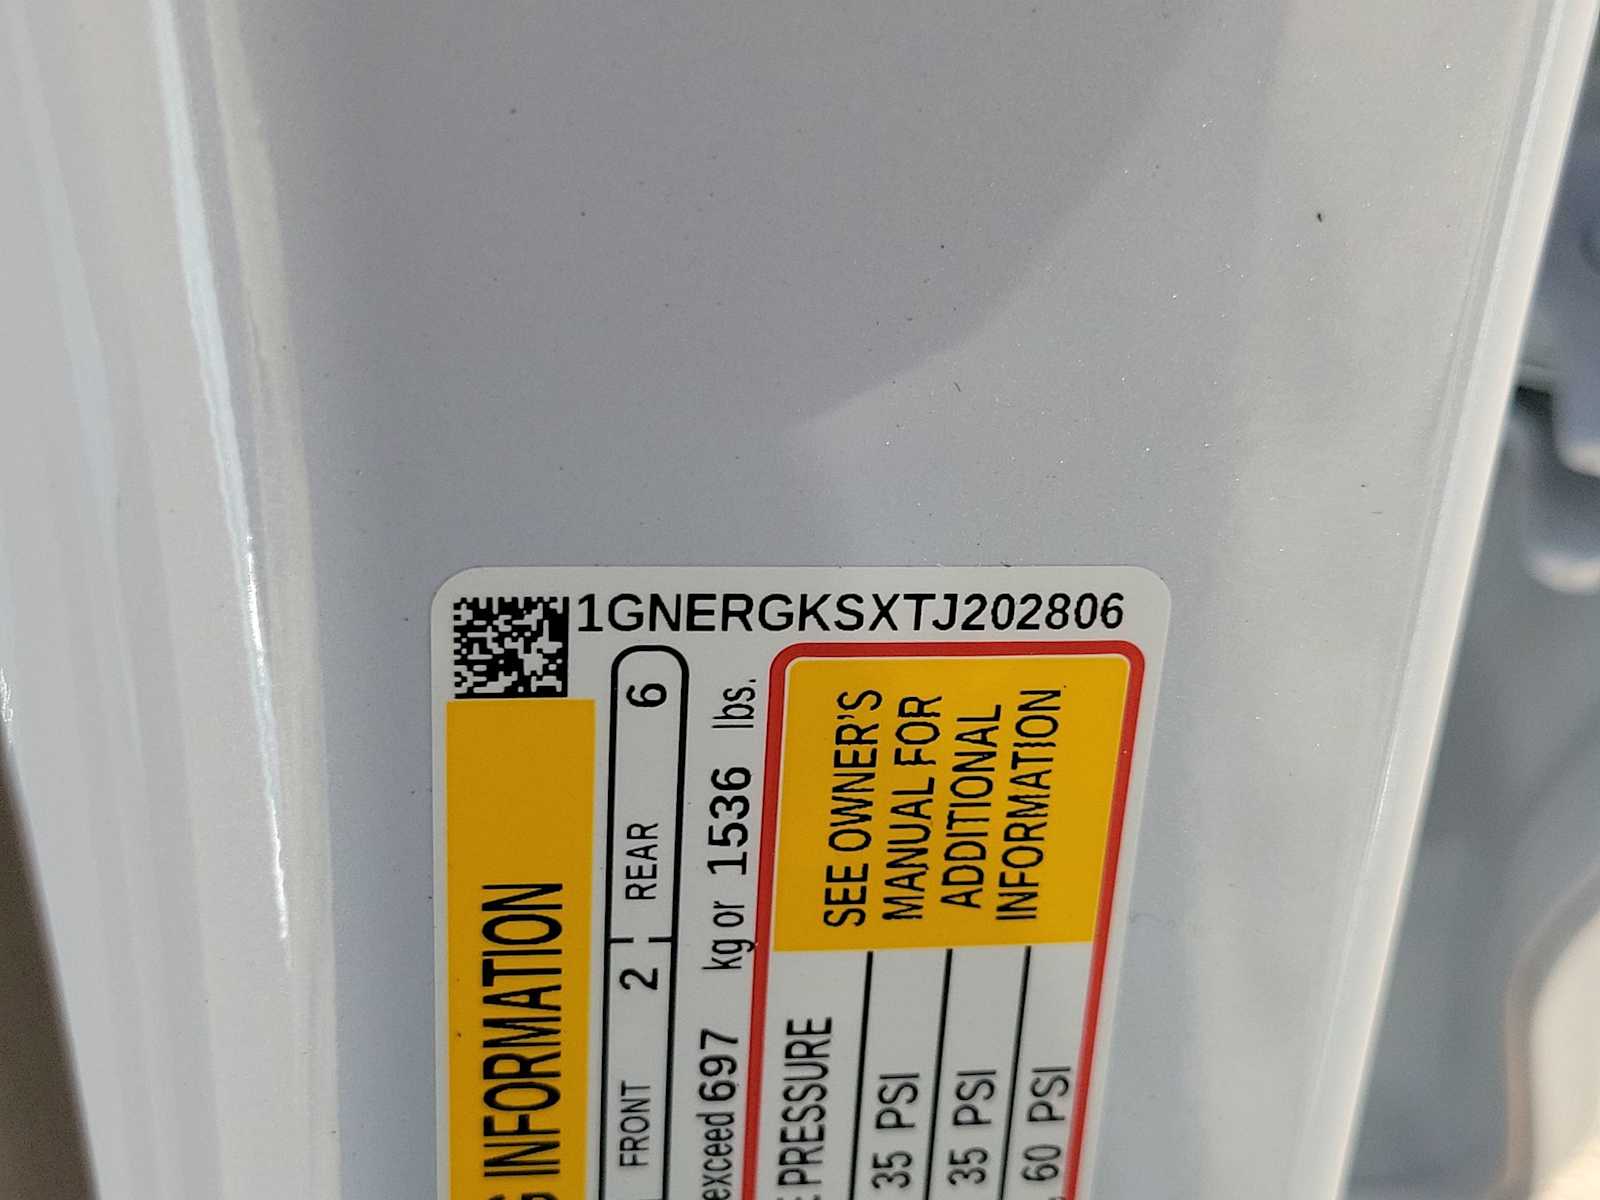 1GNERGKSXTJ202806
INFORMATION
FRONT 2 REAR 6
exceed 697 kg or 1536 lbs.
PRESSURE
35 PSI
35 PSI
60 PSI
SEE OWNER'S
MANUAL FOR
ADDITIONAL
INFORMATION